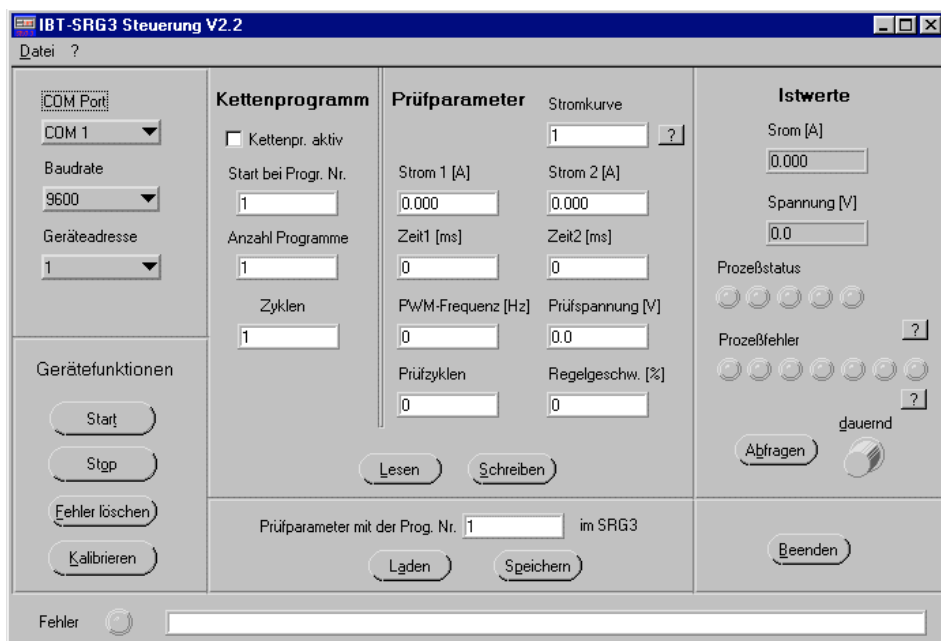 IBT-SRG3 Steuerung V2.2
Datei ?
COM Port
COM 1
Baudrate
9600
Geräteadresse
1
Gerätefunktionen
Start
Stop
Fehler löschen
Kalibrieren
Kettenprogramm
Kettenpr. aktiv
Start bei Progr. Nr.
1
Anzahl Programme
1
Zyklen
1
Prüfparameter
Stromkurve
1 ?
Strom 1 [A] Strom 2 [A]
0.000 0.000
Zeit1 [ms] Zeit2 [ms]
0 0
PWM-Frequenz [Hz] Prüfspannung [V]
0 0.0
Prüfzyklen Regelgeschw. [%]
0 0
Lesen Schreiben
Prüfparameter mit der Prog. Nr. 1 im SRG3
Laden Speichern
Istwerte
Srom [A]
0.000
Spannung [V]
0.0
Prozeßstatus
?
Prozeßfehler
?
dauernd
Abfragen
Beenden
Fehler